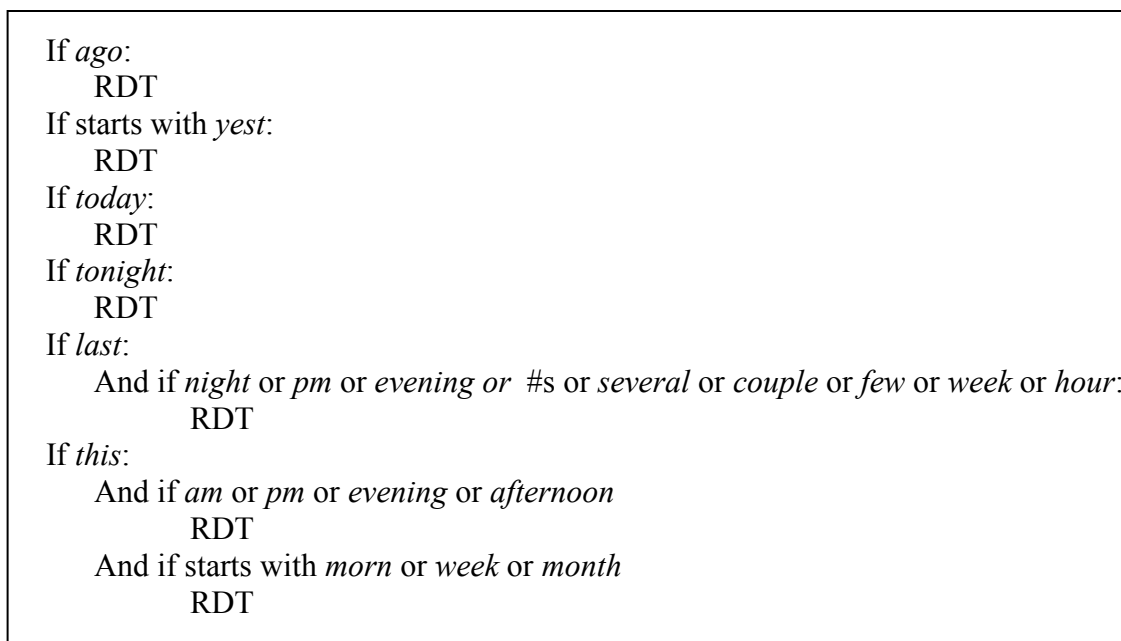 If ago:
RDT
If starts with yest:
RDT
If today:
RDT
If tonight:
RDT
If last:
And if night or pm or evening or #s or several or couple or few or week or hour:
RDT
If this:
And if am or pm or evening or afternoon
RDT
And if starts with morn or week or month
RDT